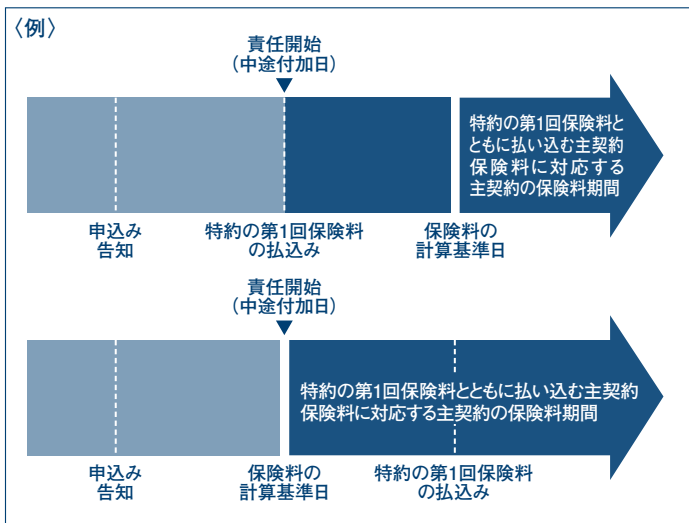 〈例〉
責任開始
(中途付加日)
特約の第1回保険料と
ともに払い込む主契約
保険料に対応する
主契約の保険料期間
申込み
告知
特約の第1回保険料
の払込み
保険料の
計算基準日
責任開始
(中途付加日)
特約の第1回保険料とともに払い込む主契約
保険料に対応する主契約の保険料期間
申込み
告知
保険料の
計算基準日
特約の第1回保険料
の払込み